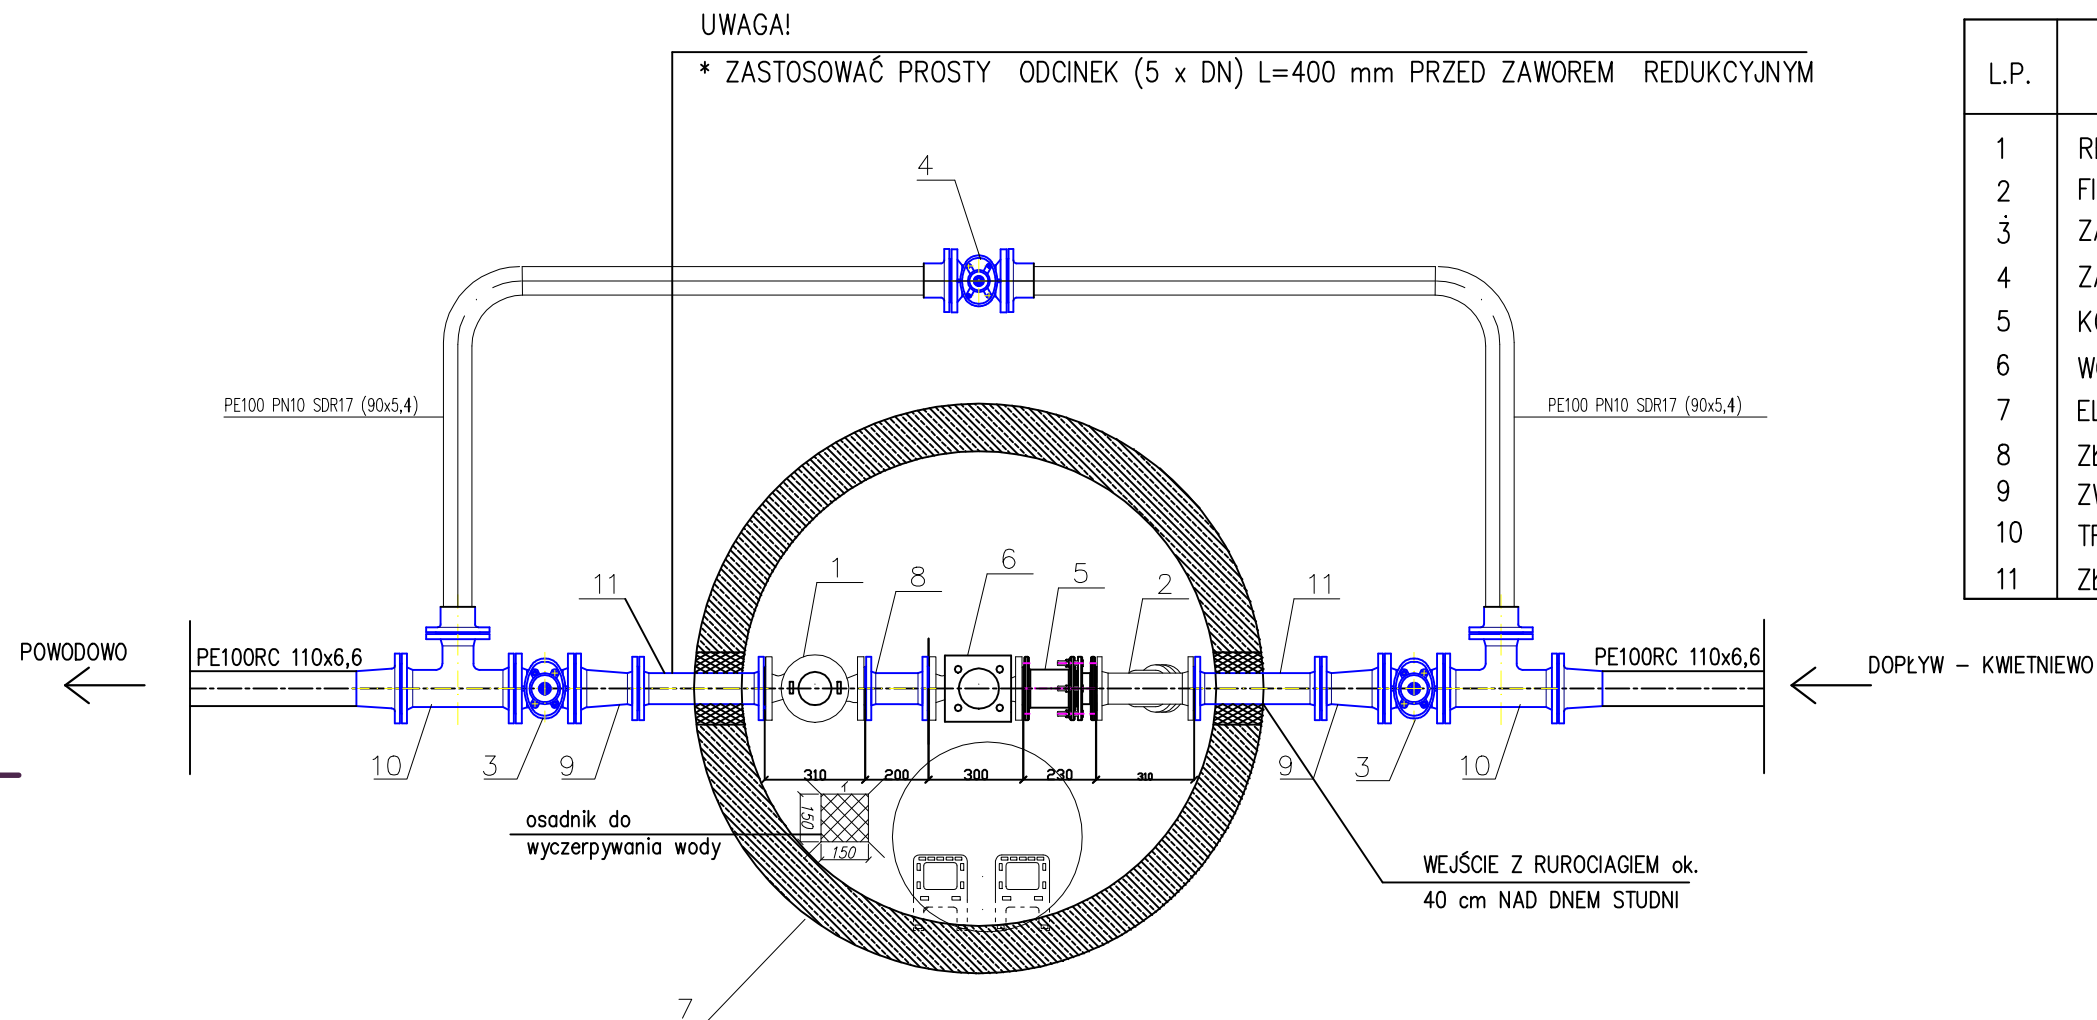 UWAGA!
* ZASTOSOWAĆ PROSTY ODCINEK (5 x DN) L=400 mm PRZED ZAWOREM REDUKCYJNYM
L.P.
1
2
3
4
5
6
7
8
9
10
11
4
PE100 PN10 SDR17 (90x5,4)
PE100 PN10 SDR17 (90x5,4)
11
1
8
6
5
2
11
POWODOWO
PE100RC 110x6,6
PE100RC 110x6,6
DOPŁYW – KWIETNIEWO
10
3
9
9
3
10
310
200
300
230
310
1
150
150
osadnik do
wyczerpywania wody
WEJŚCIE Z RUROCIAGIEM ok.
40 cm NAD DNEM STUDNI
7